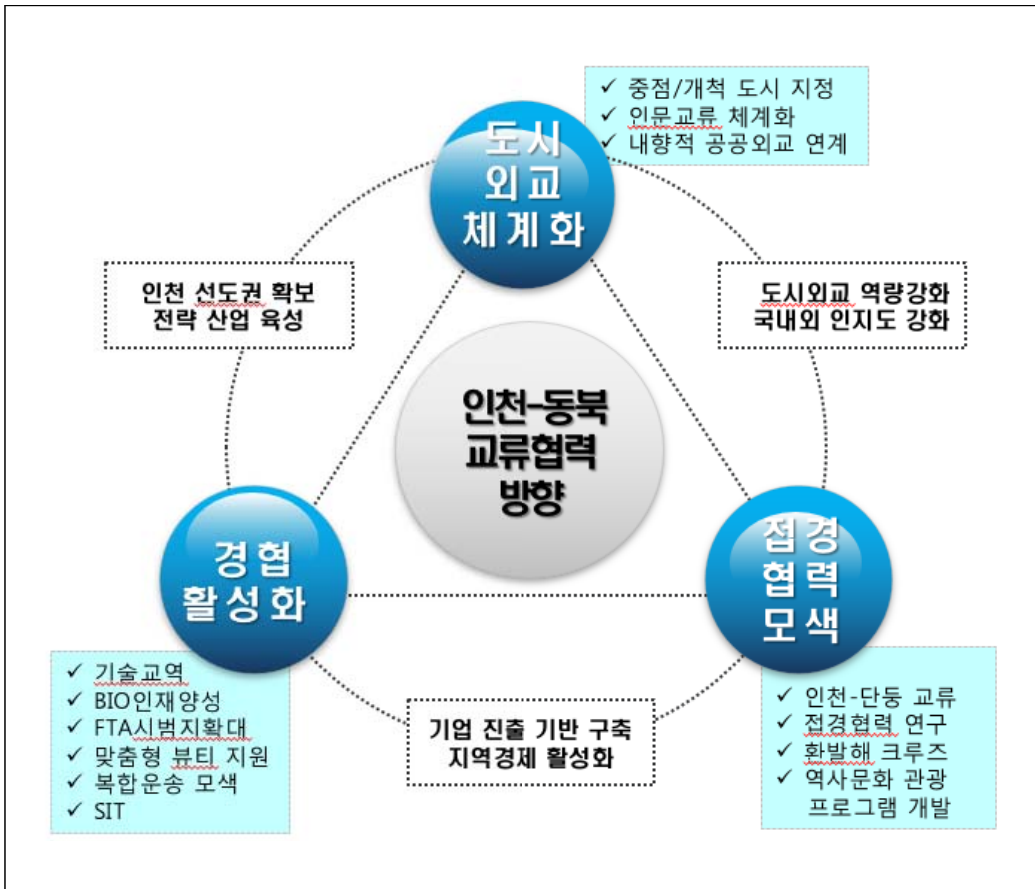 중점/개척 도시 지정
인문교류 체계화
내향적 공공외교 연계
도시
외교
체계화
인천 선도권 확보
전략 산업 육성
도시외교 역량강화
국내외 인지도 강화
인천-동북
교류협력
방향
경협
활성화
접경
협력
모색
기술교역
BIO인재양성
FTA시범지확대
맞춤형 뷰티 지원
복합운송 모색
SIT
기업 진출 기반 구축
지역경제 활성화
인천-단둥 교류
접경협력 연구
환발해 크루즈
역사문화 관광
프로그램 개발